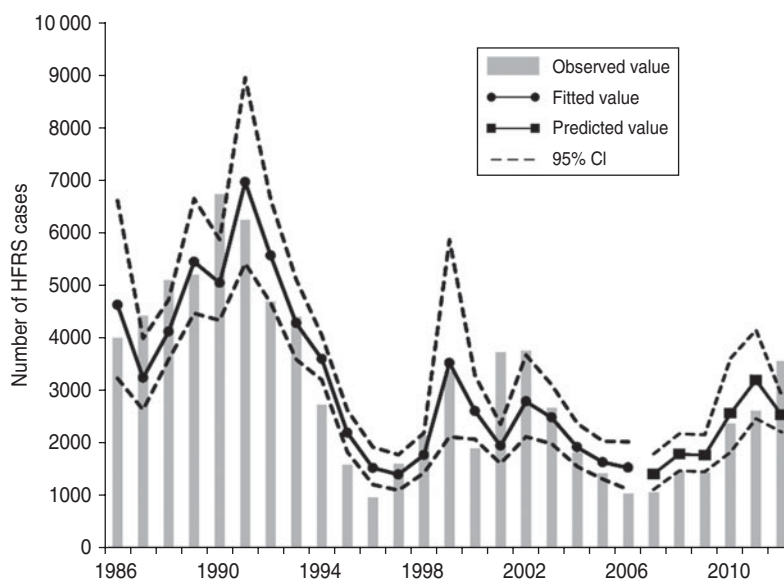 10 000
9000
8000
7000
6000
5000
4000
3000
2000
1000
0
Number of HFRS cases
Observed value
Fitted value
Predicted value
95% CI
1986 1990 1994 1998 2002 2006 2010